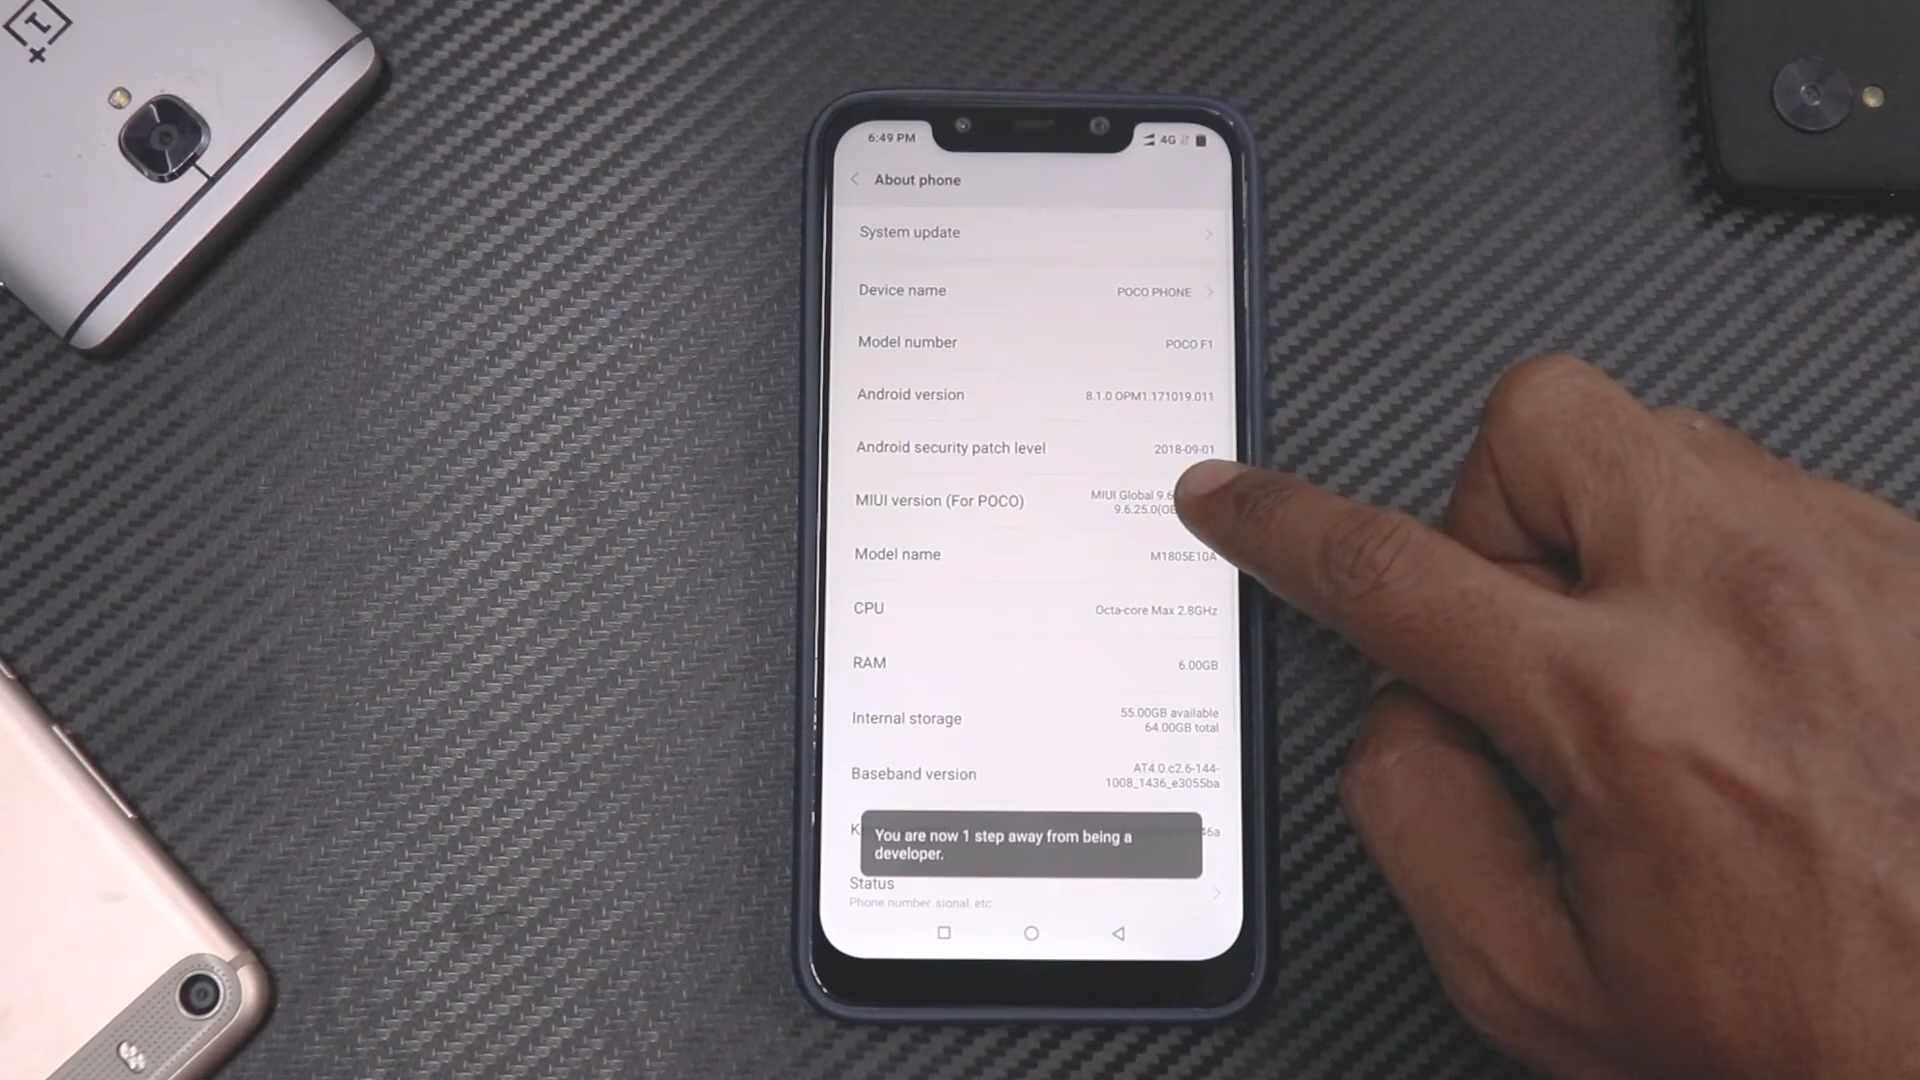 6:49 PM
4G
About phone
System update
Device name
POCO PHONE
Model number
POCO F1
Android version
8.1.0 OPM1.171019.011
Android security patch level
2018-09-01
MIUI version (For POCO)
MIUI Global 9.6
9.6.25.0(OE
Model name
M1805E10A
CPU
Octa-core Max 2.8GHz
RAM
6.00GB
Internal storage
55.00GB available
64.00GB total
Baseband version
AT4.0.c2.6-144-
1008_1436_e3055ba
K
46a
You are now 1 step away from being a
developer.
Status
Phone number, signal, etc